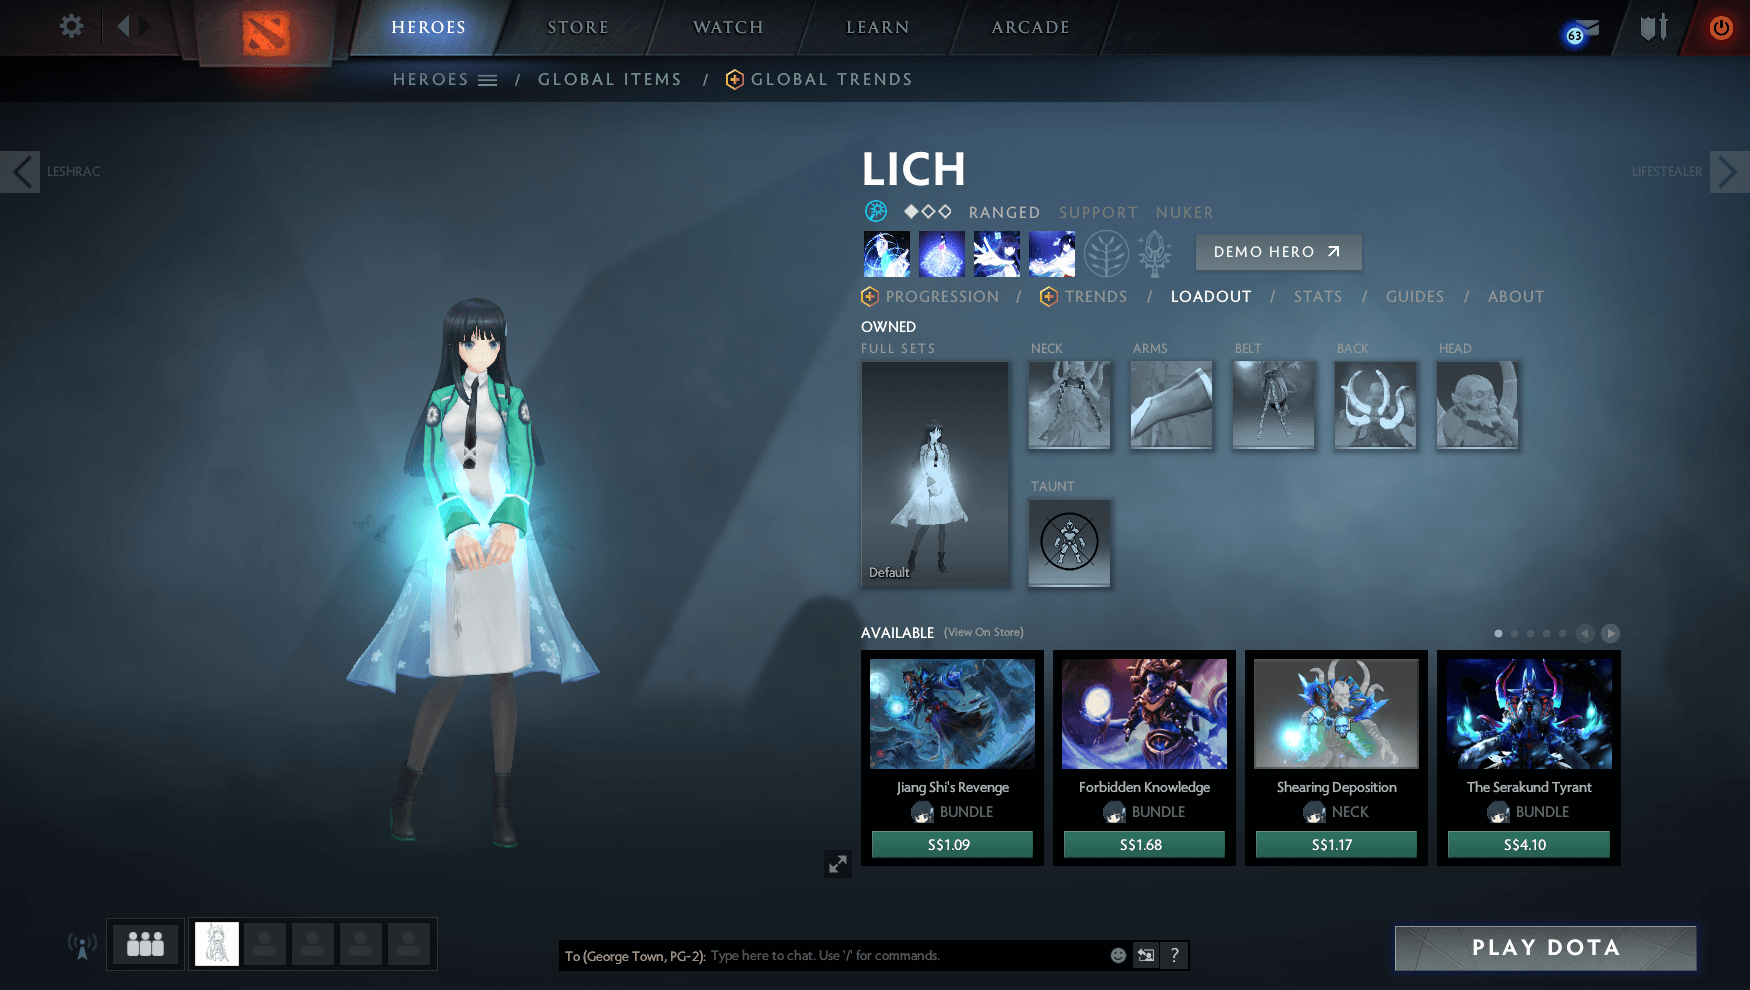 HEROES STORE WATCH LEARN ARCADE
63
HEROES / GLOBAL ITEMS / GLOBAL TRENDS
LESHRAC
LIFESTEALER
LICH
RANGED SUPPORT NUKER
DEMO HERO
PROGRESSION / TRENDS / LOADOUT / STATS / GUIDES / ABOUT
OWNED
FULL SETS NECK ARMS BELT BACK HEAD
TAUNT
Default
AVAILABLE (View On Store)
Jiang Shi's Revenge Forbidden Knowledge Shearing Deposition The Serakund Tyrant
BUNDLE BUNDLE NECK BUNDLE
S$1.09 S$1.68 S$1.17 S$4.10
To (George Town, PG-2): Type here to chat. Use '/' for commands.
?
PLAY DOTA